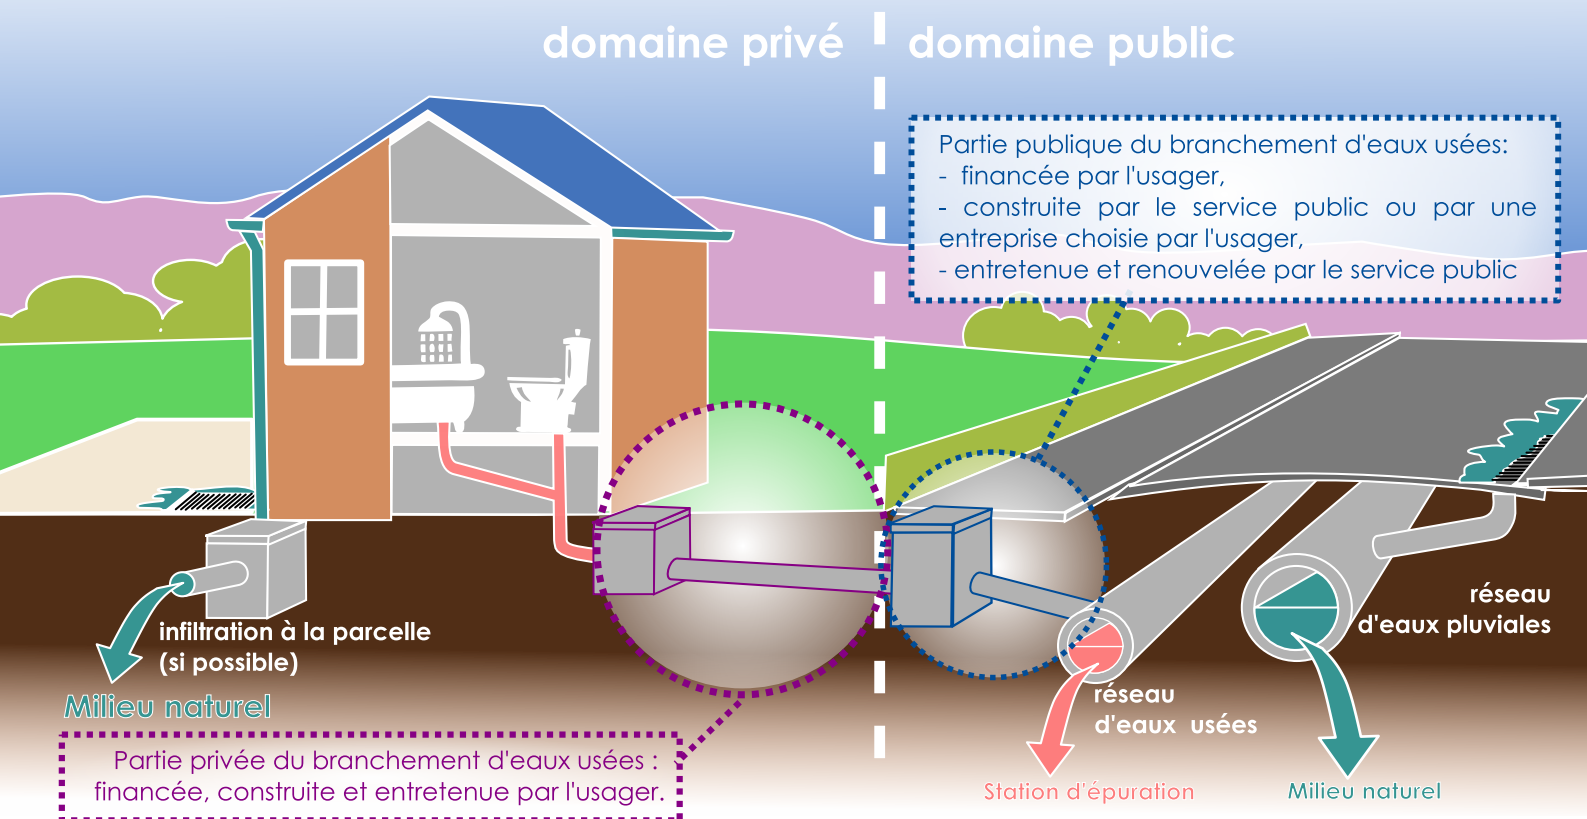 domaine privé
domaine public
Partie publique du branchement d'eaux usées:
- financée par l'usager,
- construite par le service public ou par une
entreprise choisie par l'usager,
- entretenue et renouvelée par le service public
infiltration à la parcelle
(si possible)
Milieu naturel
Partie privée du branchement d'eaux usées :
financée, construite et entretenue par l'usager.
réseau
d'eaux pluviales
réseau
d'eaux usées
Station d'épuration
Milieu naturel